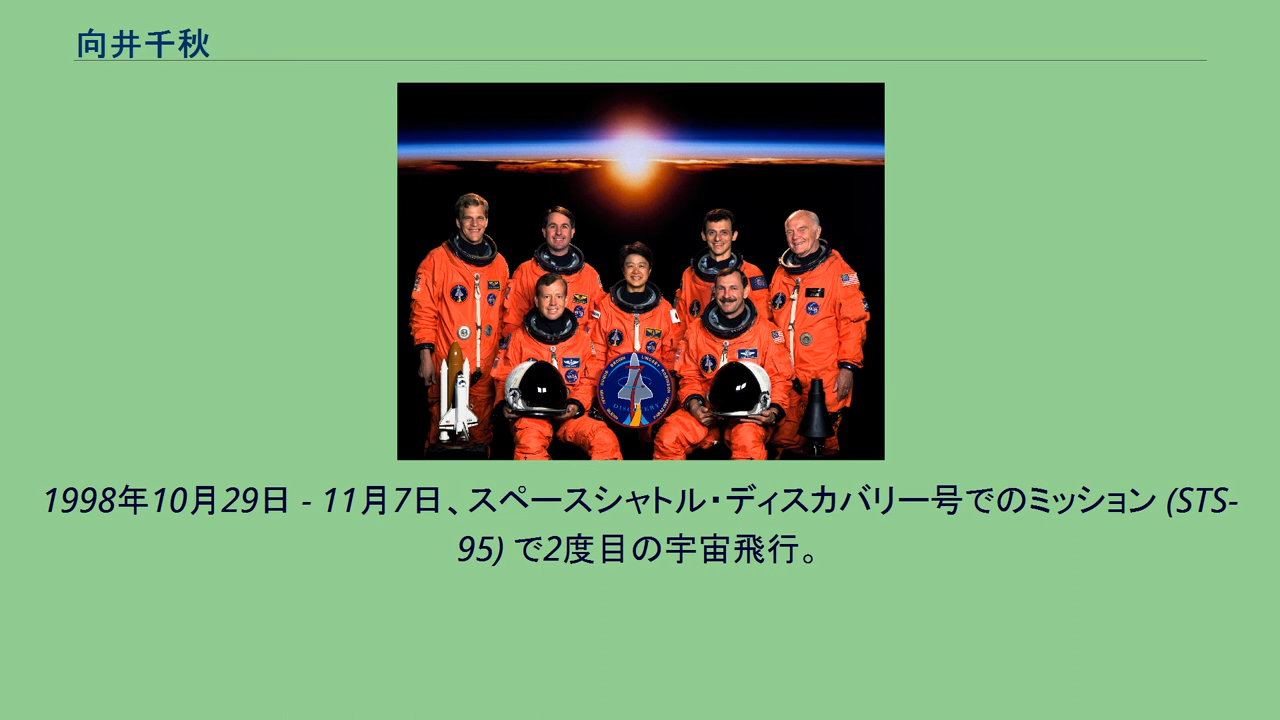 向井千秋
DISCOVERY
1998年10月29日 - 11月7日、スペースシャトル・ディスカバリー号でのミッション (STS-
95) で2度目の宇宙飛行。